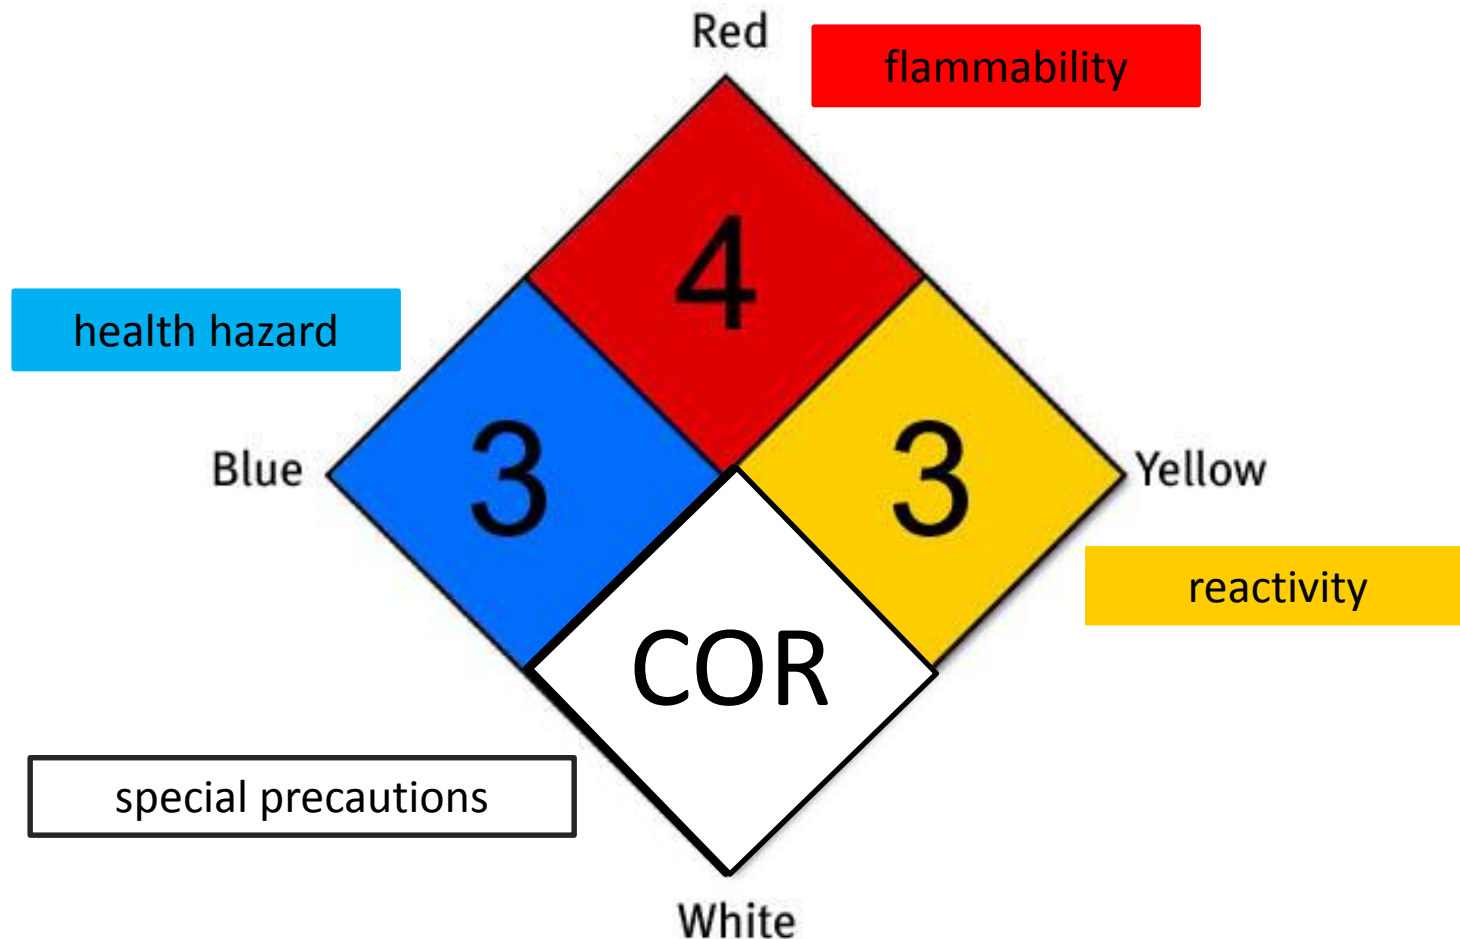 Red
flammability
4
health hazard
Blue
3
3
Yellow
reactivity
COR
special precautions
White